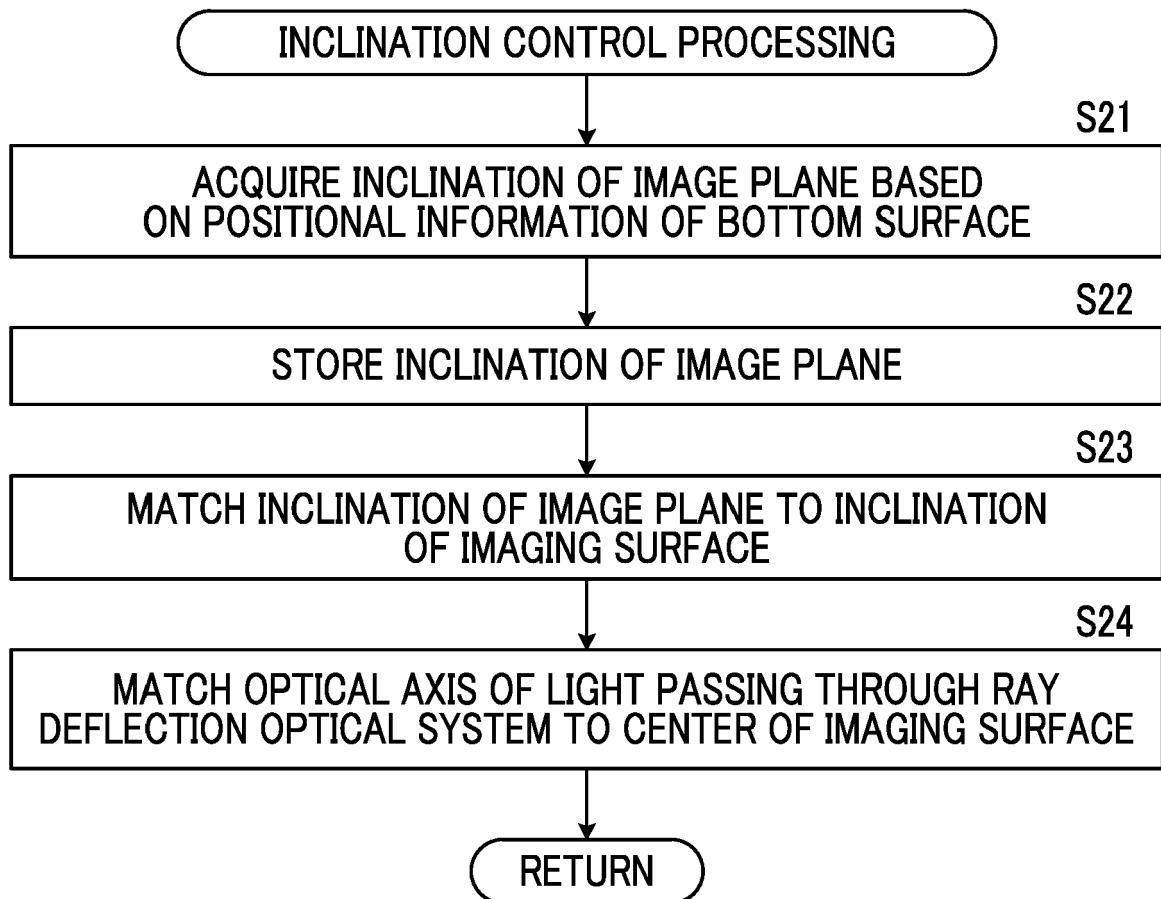 INCLINATION CONTROL PROCESSING
S21
ACQUIRE INCLINATION OF IMAGE PLANE BASED
ON POSITIONAL INFORMATION OF BOTTOM SURFACE
S22
STORE INCLINATION OF IMAGE PLANE
S23
MATCH INCLINATION OF IMAGE PLANE TO INCLINATION
OF IMAGING SURFACE
S24
MATCH OPTICAL AXIS OF LIGHT PASSING THROUGH RAY
DEFLECTION OPTICAL SYSTEM TO CENTER OF IMAGING SURFACE
RETURN